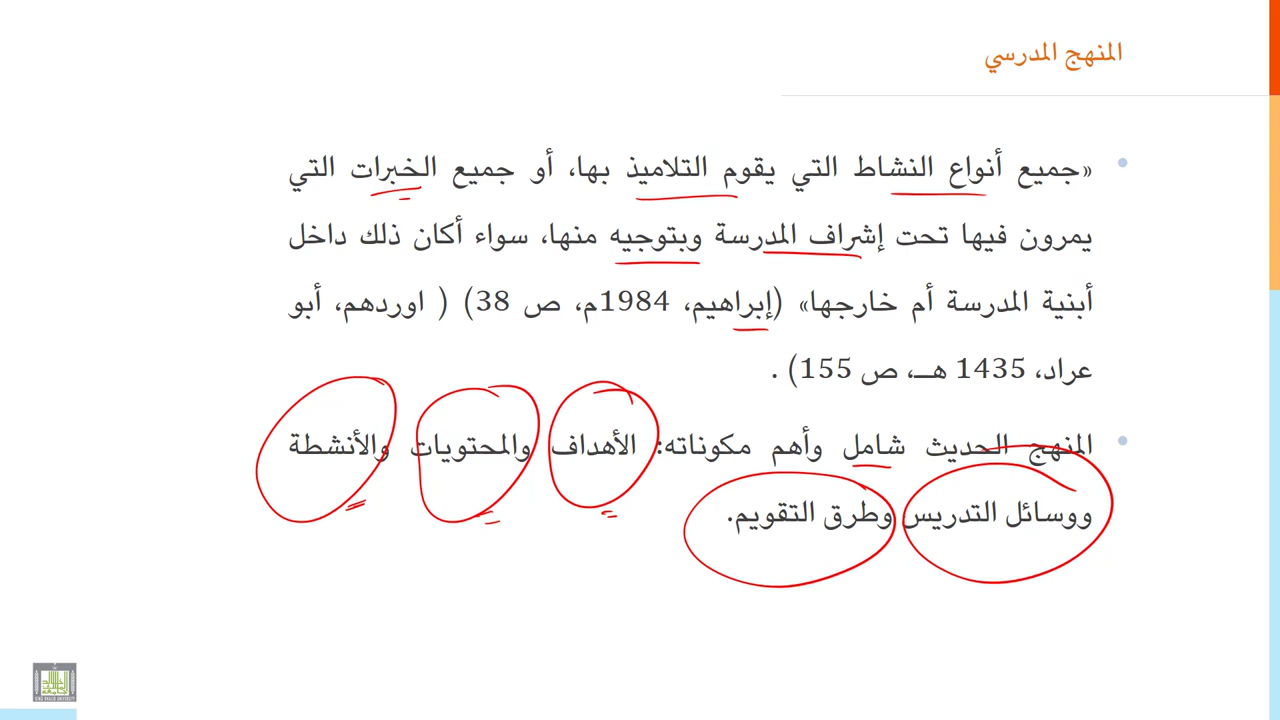 المنهج المدرسي
«جميع أنواع النشاط التي يقوم التلاميذ بها، أو جميع الخبرات التي
يمرون فيها تحت إشراف المدرسة وبتوجيه منها، سواء أكان ذلك داخل
أبنية المدرسة أم خارجها» (إبراهيم، 1984م، ص 38) ( اوردهم، أبو
عراد، 1435 هـــ، ص 155) .
المنهج الحديث شامل وأهم مكوناته: الأهداف والمحتويات والأنشطة
ووسائل التدريس وطرق التقويم.